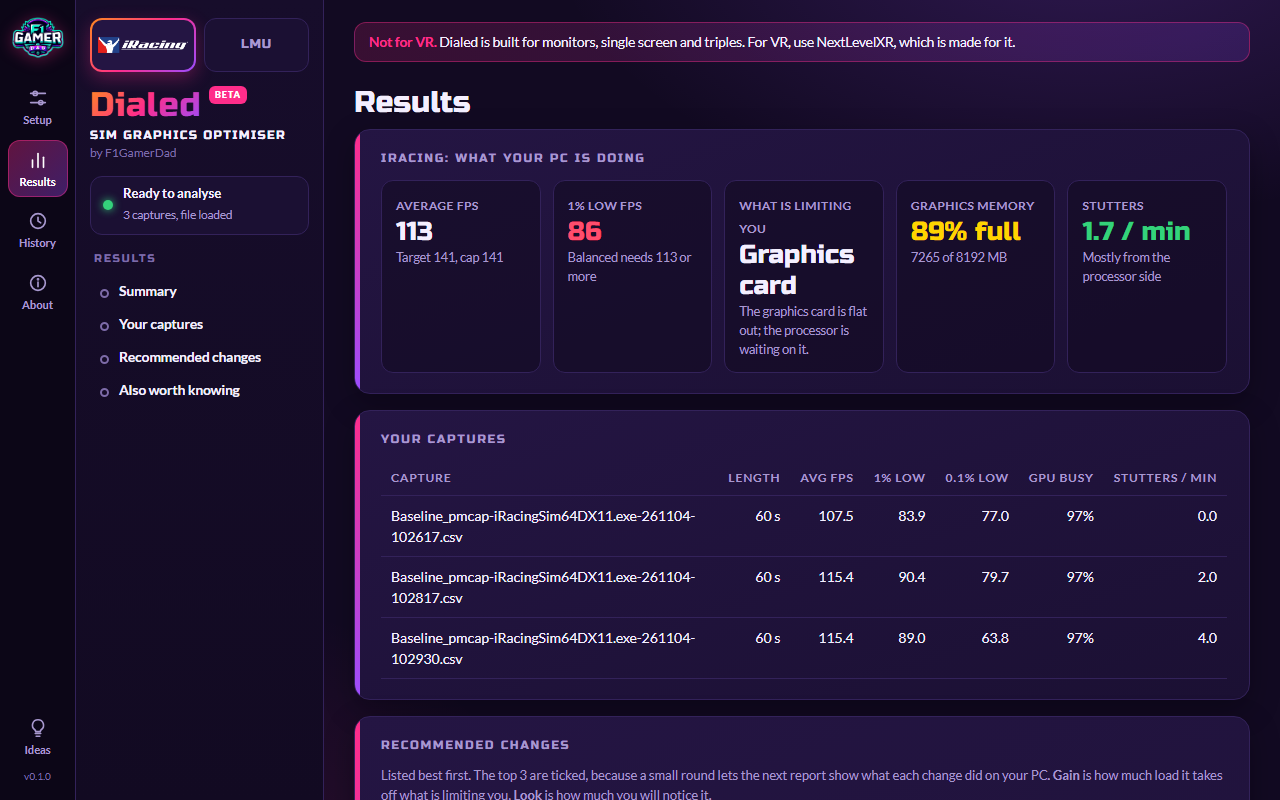 F1
GAMER
DAD
Setup
Results
History
About
Ideas
v0.1.0
iRacing
LMU
Dialed
BETA
SIM GRAPHICS OPTIMISER
by F1GamerDad
Ready to analyse
3 captures, file loaded
RESULTS
Summary
Your captures
Recommended changes
Also worth knowing
Not for VR. Dialed is built for monitors, single screen and triples. For VR, use NextLevelXR, which is made for it.
Results
IRACING: WHAT YOUR PC IS DOING
AVERAGE FPS
113
Target 141, cap 141
1% LOW FPS
86
Balanced needs 113 or
more
WHAT IS LIMITING
YOU
Graphics
card
The graphics card is flat
out; the processor is
waiting on it.
GRAPHICS MEMORY
89% full
7265 of 8192 MB
STUTTERS
1.7 / min
Mostly from the
processor side
YOUR CAPTURES
CAPTURE LENGTH AVG FPS 1% LOW 0.1% LOW GPU BUSY STUTTERS / MIN
Baseline_pmcap-iRacingSim64DX11.exe-261104-
102617.csv
60 s 107.5 83.9 77.0 97% 0.0
Baseline_pmcap-iRacingSim64DX11.exe-261104-
102817.csv
60 s 115.4 90.4 79.7 97% 2.0
Baseline_pmcap-iRacingSim64DX11.exe-261104-
102930.csv
60 s 115.4 89.0 63.8 97% 4.0
RECOMMENDED CHANGES
Listed best first. The top 3 are ticked, because a small round lets the next report show what each change did on your PC. Gain is how much load it takes
off what is limiting you. Look is how much you will notice it.